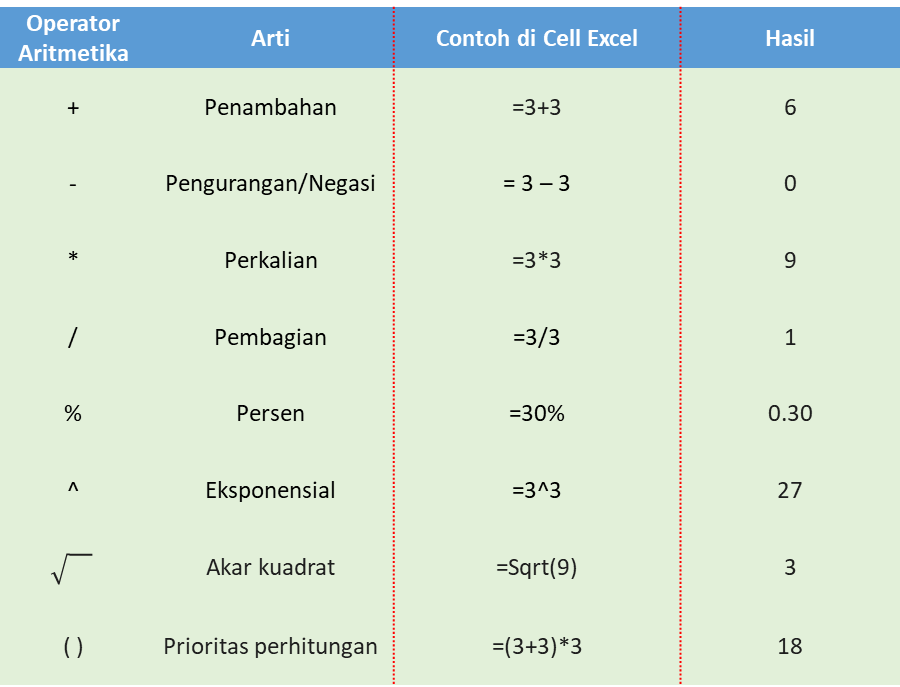 Operator Aritmetika Arti Contoh di Cell Excel Hasil
+ Penambahan =3+3 6
- Pengurangan/Negasi = 3 – 3 0
* Perkalian =3*3 9
/ Pembagian =3/3 1
% Persen =30% 0.30
^ Eksponensial =3^3 27
√ Akar kuadrat =Sqrt(9) 3
( ) Prioritas perhitungan =(3+3)*3 18